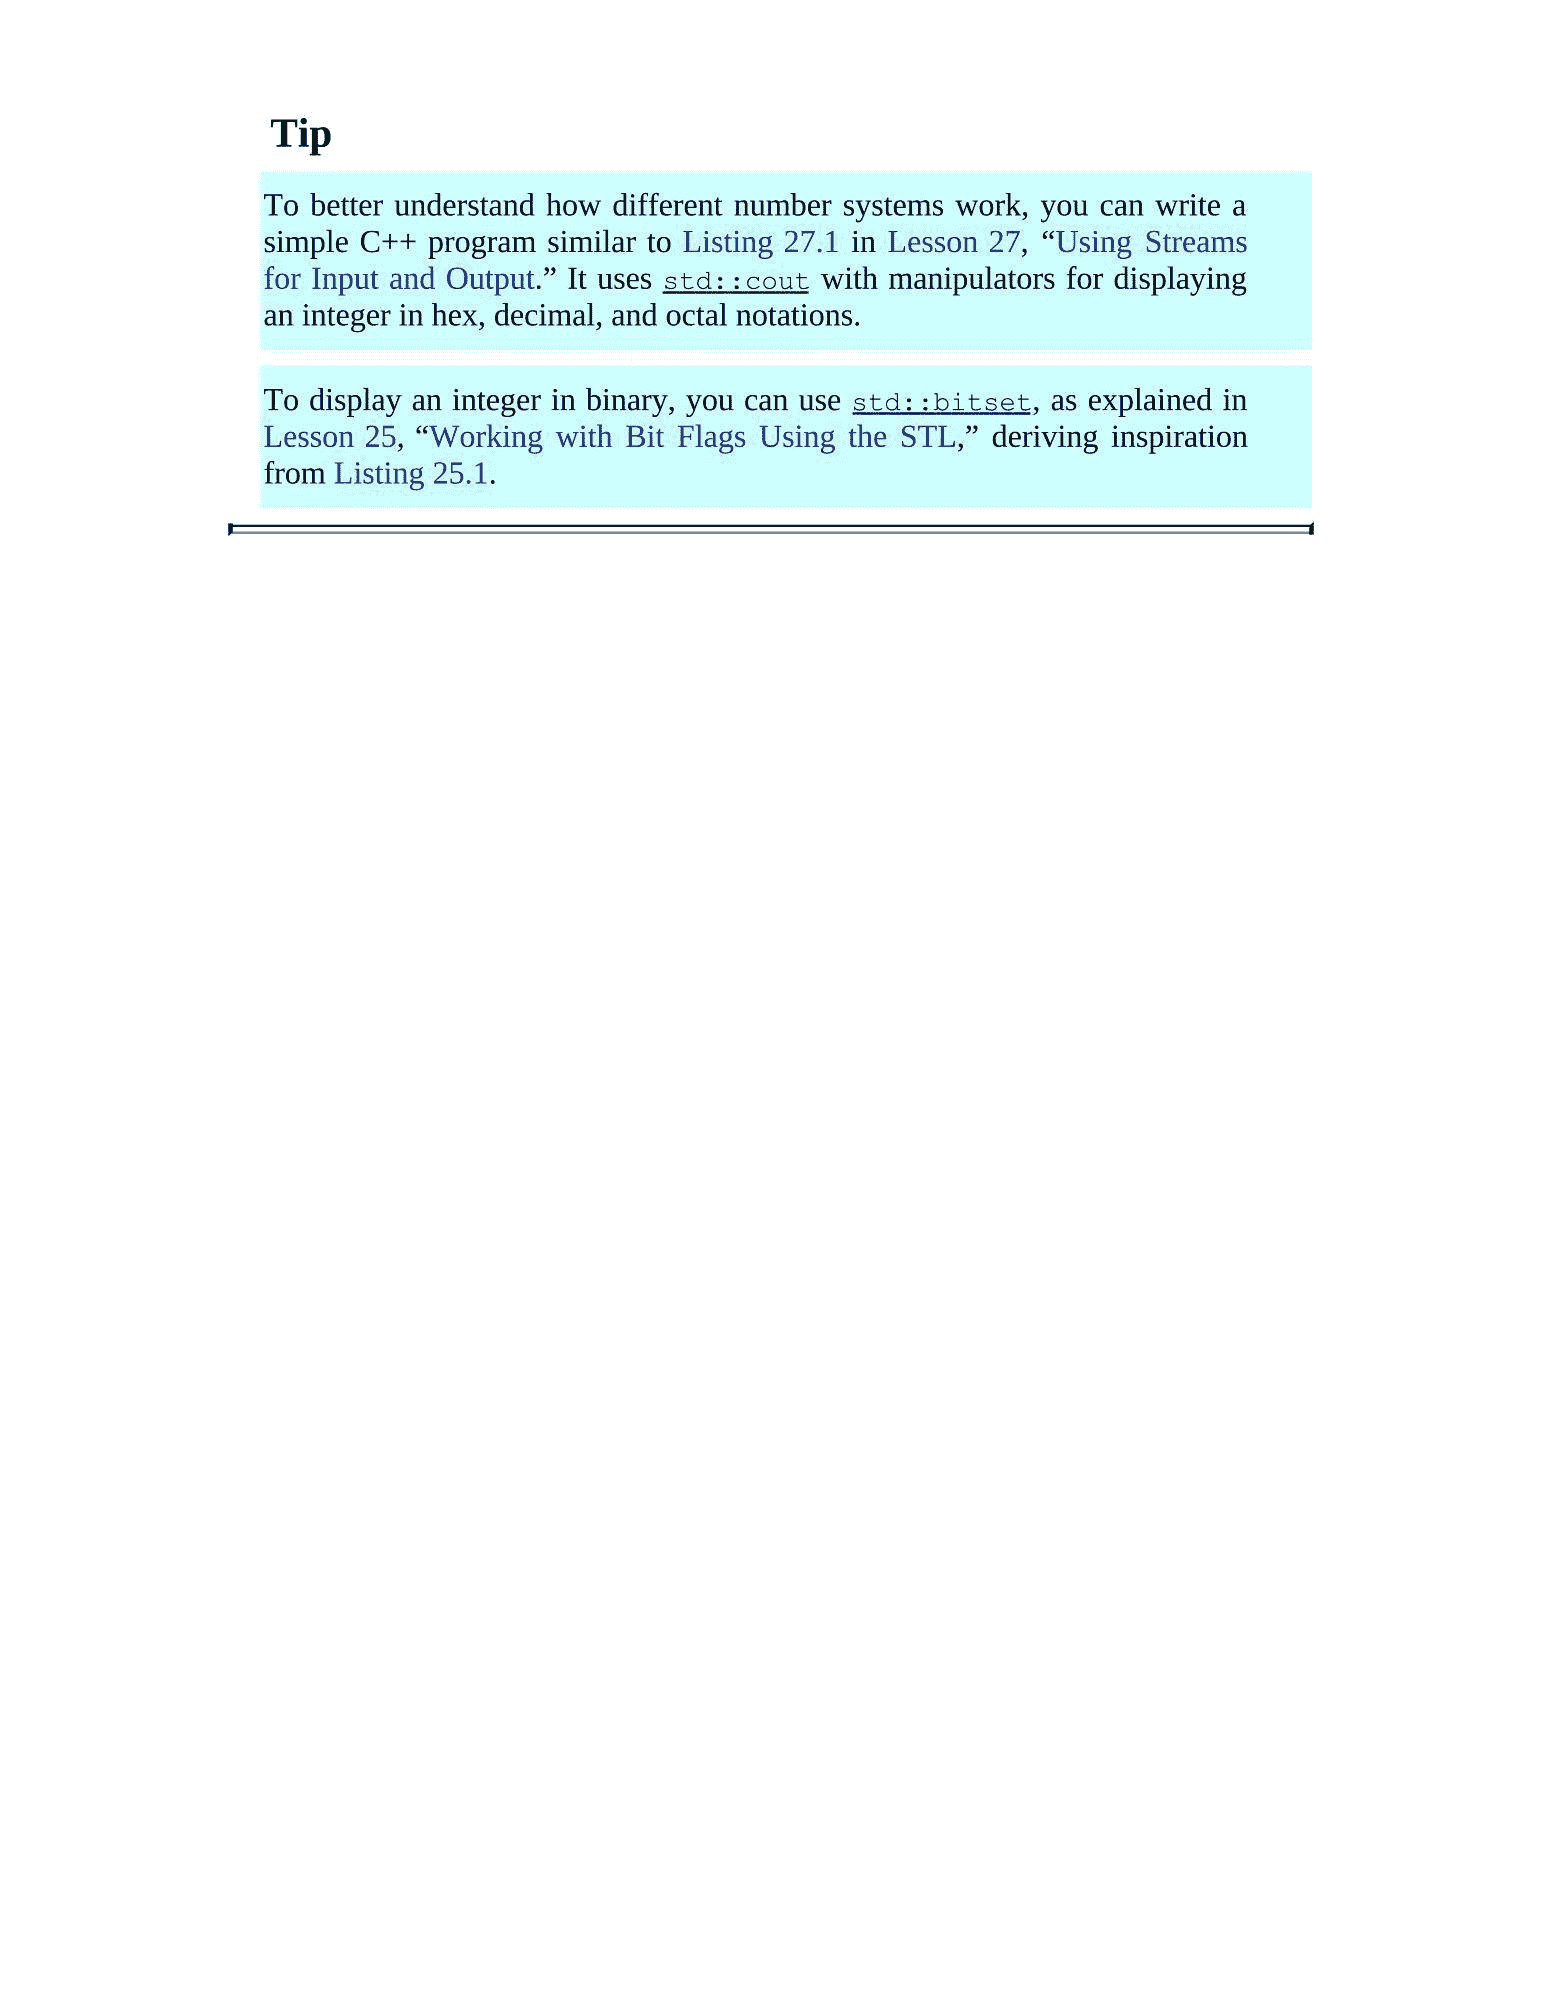 Tip
To better understand how different number systems work, you can write a
simple C++ program similar to Listing 27.1 in Lesson 27, “Using Streams
for Input and Output.” It uses std::cout with manipulators for displaying
an integer in hex, decimal, and octal notations.
To display an integer in binary, you can use std::bitset, as explained in
Lesson 25, “Working with Bit Flags Using the STL,” deriving inspiration
from Listing 25.1.